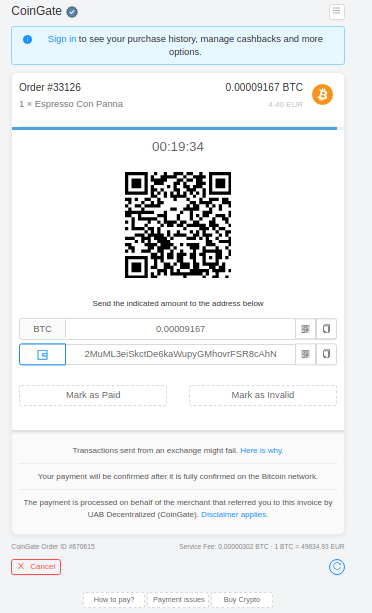 CoinGate
Sign in to see your purchase history, manage cashbacks and more
options.
Order #33126
0.00009167 BTC
1 × Espresso Con Panna
4.40 EUR
00:19:34
Send the indicated amount to the address below
BTC
0.00009167
2MuML3eiSkctDe6kaWupyGMhovrFSR8cAhN
Mark as Paid
Mark as Invalid
Transactions sent from an exchange might fail. Here is why.
Your payment will be confirmed after it is fully confirmed on the Bitcoin network.
The payment is processed on behalf of the merchant that referred you to this invoice by
UAB Decentralized (CoinGate). Disclaimer applies.
CoinGate Order ID #670615
Service Fee: 0.00000302 BTC · 1 BTC = 49634.93 EUR
Cancel
How to pay?
Payment issues
Buy Crypto